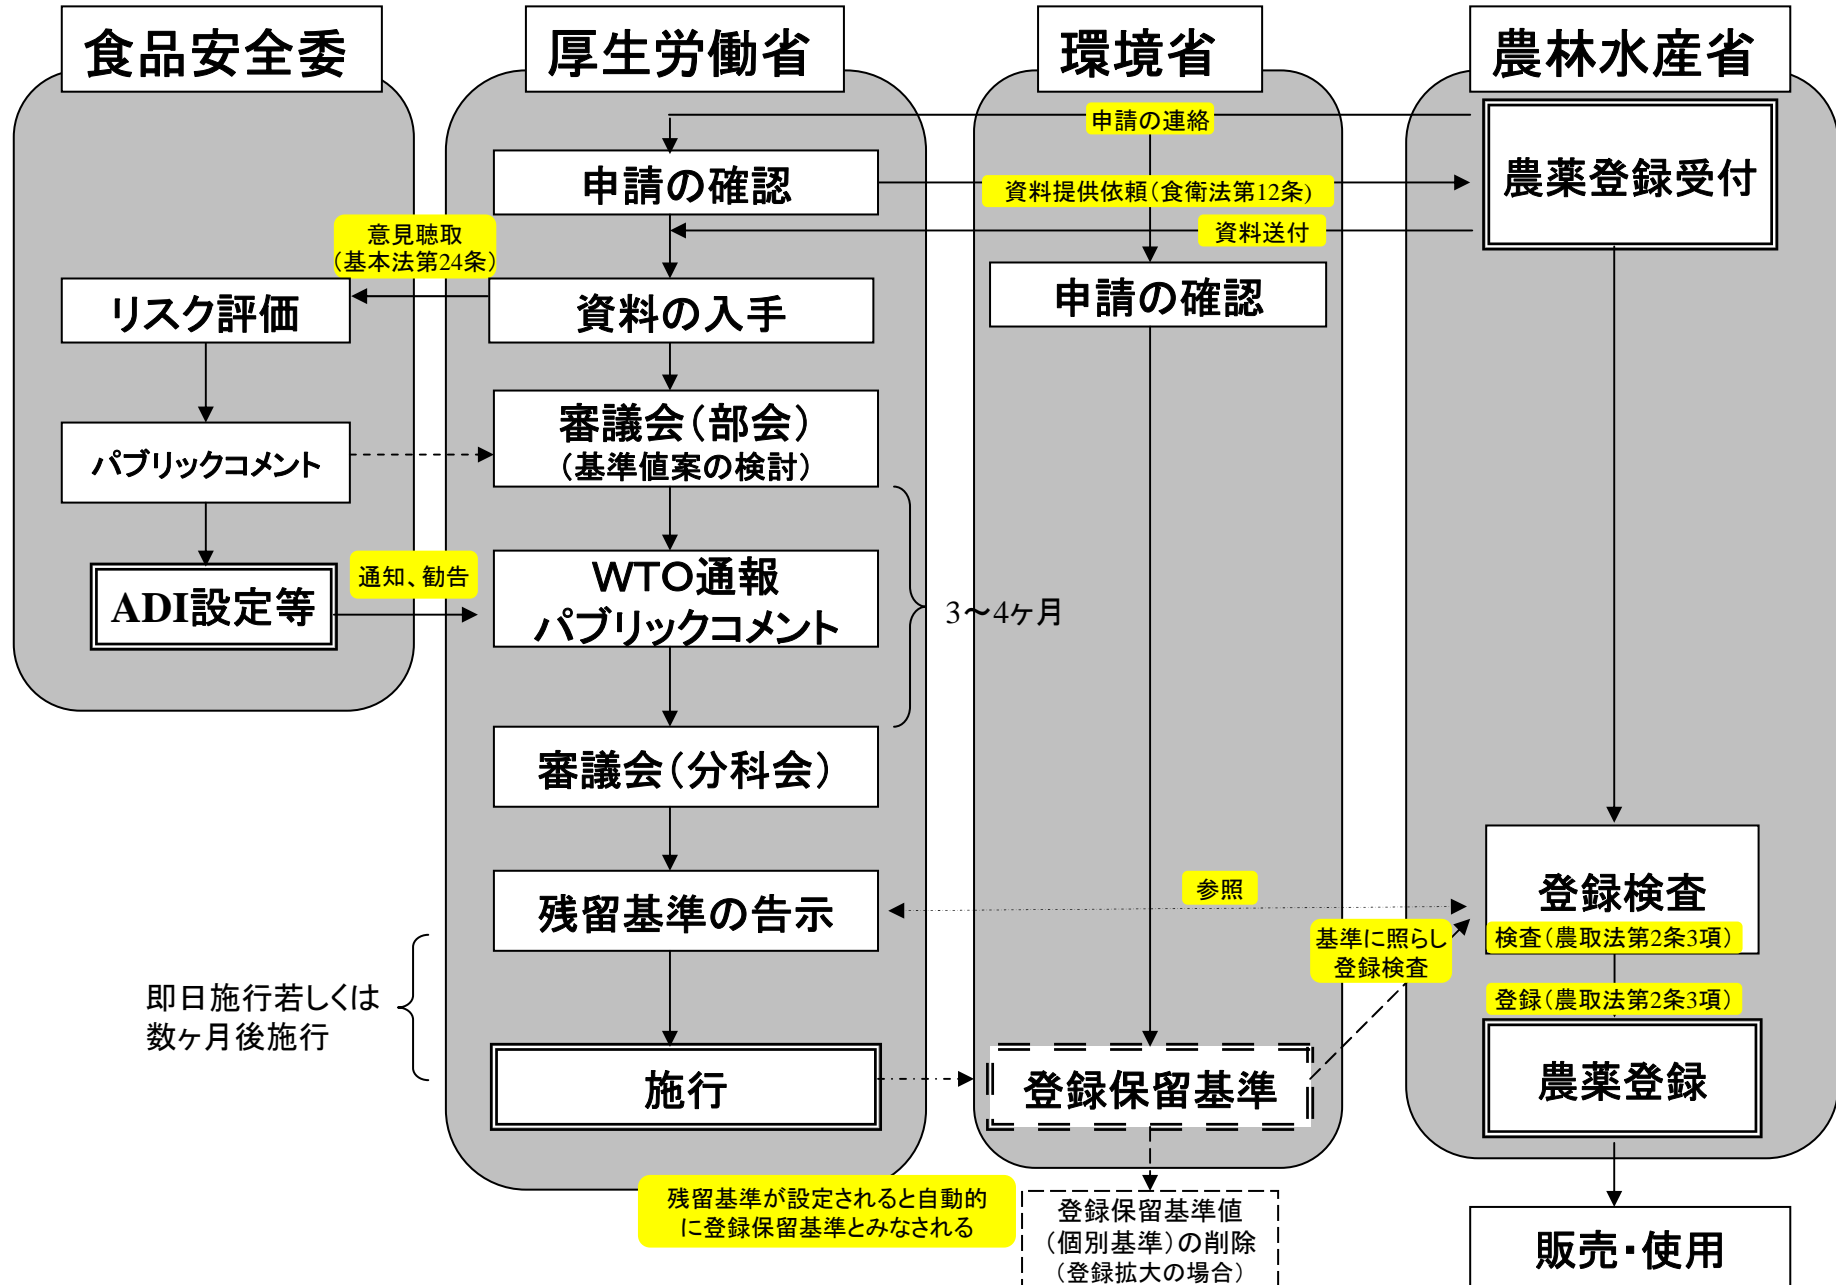 食品安全委
厚生労働省
環境省
農林水産省
申請の連絡
農薬登録受付
申請の確認
資料提供依頼(食衛法第12条)
資料送付
意見聴取
(基本法第24条)
リスク評価
資料の入手
申請の確認
審議会(部会)
(基準値案の検討)
パブリックコメント
WTO通報
パブリックコメント
ADI設定等
通知、勧告
3～4ヶ月
審議会(分科会)
残留基準の告示
参照
登録検査
検査(農取法第2条3項)
基準に照らし
登録検査
登録(農取法第2条3項)
即日施行若しくは
数ヶ月後施行
施行
登録保留基準
農薬登録
残留基準が設定されると自動的
に登録保留基準とみなされる
登録保留基準値
(個別基準)の削除
(登録拡大の場合)
販売・使用